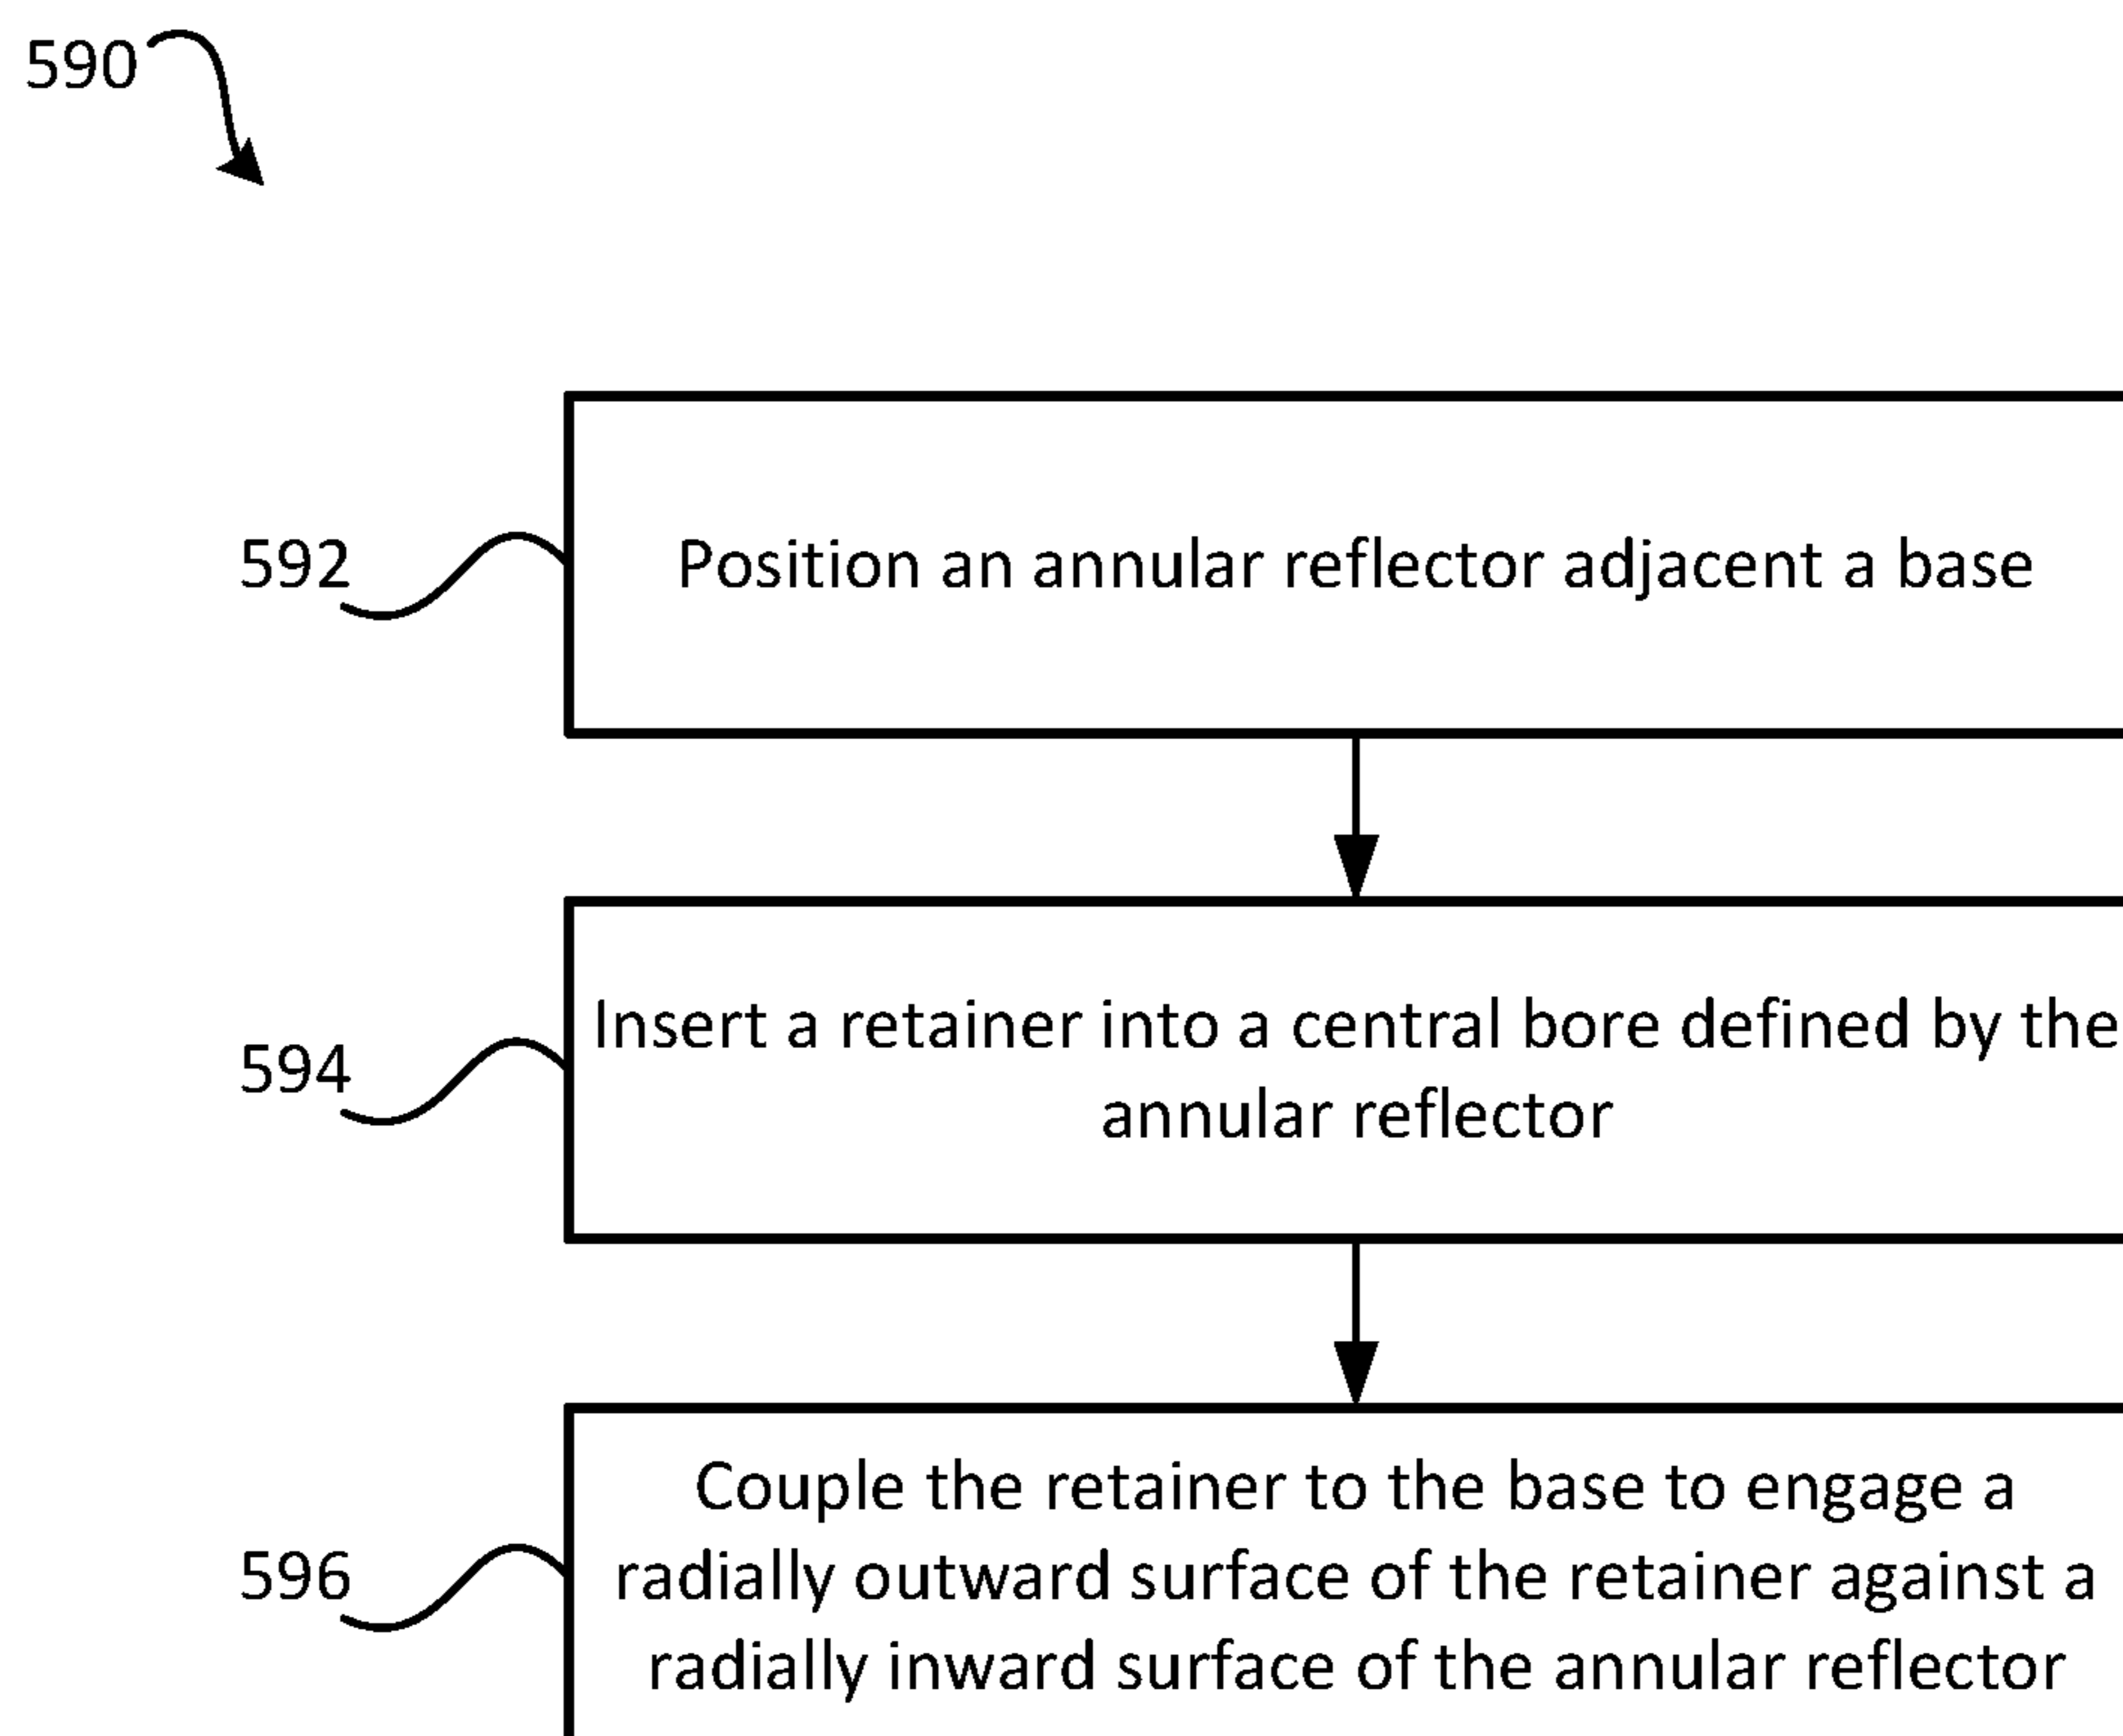 590
592
Position an annular reflector adjacent a base
594
Insert a retainer into a central bore defined by the
annular reflector
596
Couple the retainer to the base to engage a
radially outward surface of the retainer against a
radially inward surface of the annular reflector